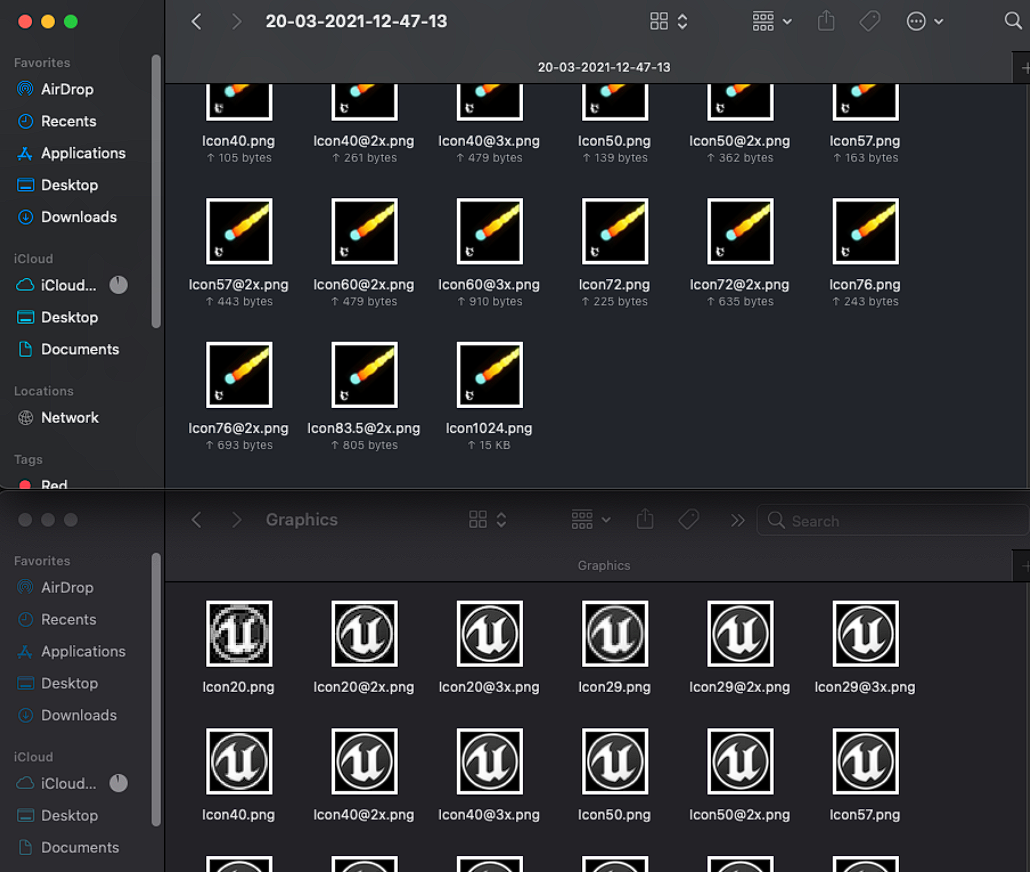 20-03-2021-12-47-13
20-03-2021-12-47-13
Favorites
AirDrop
Recents
Applications
Desktop
Downloads
iCloud
iCloud...
Desktop
Documents
Locations
Network
Tags
Red
Icon40.png Icon40@2x.png Icon40@3x.png Icon50.png Icon50@2x.png Icon57.png
↑ 105 bytes ↑ 261 bytes ↑ 479 bytes ↑ 139 bytes ↑ 362 bytes ↑ 163 bytes
Icon57@2x.png Icon60@2x.png Icon60@3x.png Icon72.png Icon72@2x.png Icon76.png
↑ 443 bytes ↑ 479 bytes ↑ 910 bytes ↑ 225 bytes ↑ 635 bytes ↑ 243 bytes
Icon76@2x.png Icon83.5@2x.png Icon1024.png
↑ 693 bytes ↑ 805 bytes ↑ 15 KB
Graphics
Search
Graphics
Favorites
AirDrop
Recents
Applications
Desktop
Downloads
iCloud
iCloud...
Desktop
Documents
Icon20.png Icon20@2x.png Icon20@3x.png Icon29.png Icon29@2x.png Icon29@3x.png
Icon40.png Icon40@2x.png Icon40@3x.png Icon50.png Icon50@2x.png Icon57.png